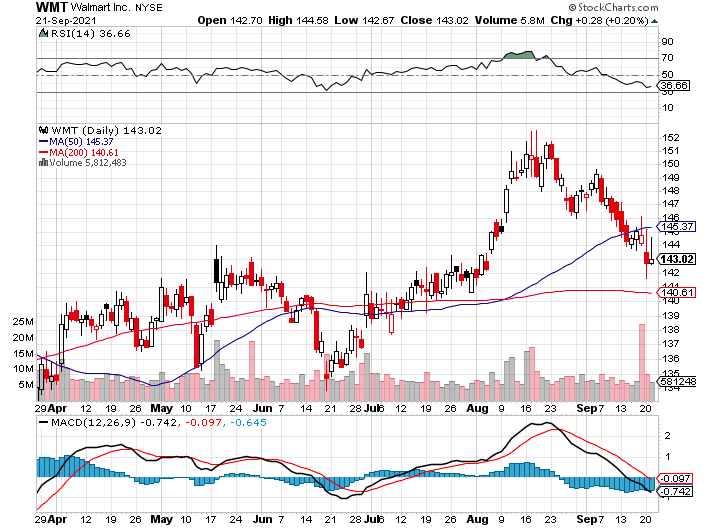 WMT Walmart Inc. NYSE © StockCharts.com
21-Sep-2021 Open 142.70 High 144.58 Low 142.67 Close 143.02 Volume 5.8M Chg +0.28 (+0.20%)
RSI(14) 36.66
90
70
50
36.66
30
10
WMT (Daily) 143.02
MA(50) 145.37
MA(200) 140.61
Volume 5,812,483
152
151
150
149
148
147
146
145.37
144
143.02
142
141
140.61
140
139
138
137
136
135
134
25M
20M
15M
10M
5M
581248
29 Apr 12 19 26 May 10 17 24 Jun 7 14 21 28 Jul 6 12 19 26 Aug 9 16 23 Sep 7 13 20
MACD(12,26,9) -0.742, -0.097, -0.645
2
1
-0.097
-0.742
29 Apr 12 19 26 May 10 17 24 Jun 7 14 21 28 Jul 6 12 19 26 Aug 9 16 23 Sep 7 13 20